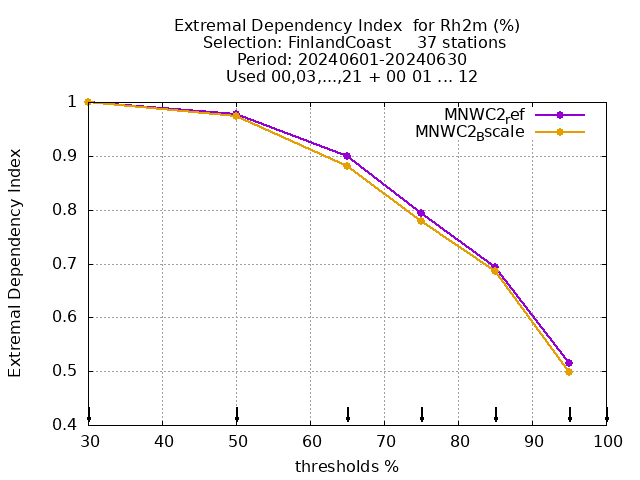 Extremal Dependency Index  for Rh2m (%)
Selection: FinlandCoast     37 stations
Period: 20240601-20240630
Used 00,03,...,21 + 00 01 ... 12
MNWC2ref
MNWC2Bscale
Extremal Dependency Index
1
0.9
0.8
0.7
0.6
0.5
0.4
30 40 50 60 70 80 90 100
thresholds %